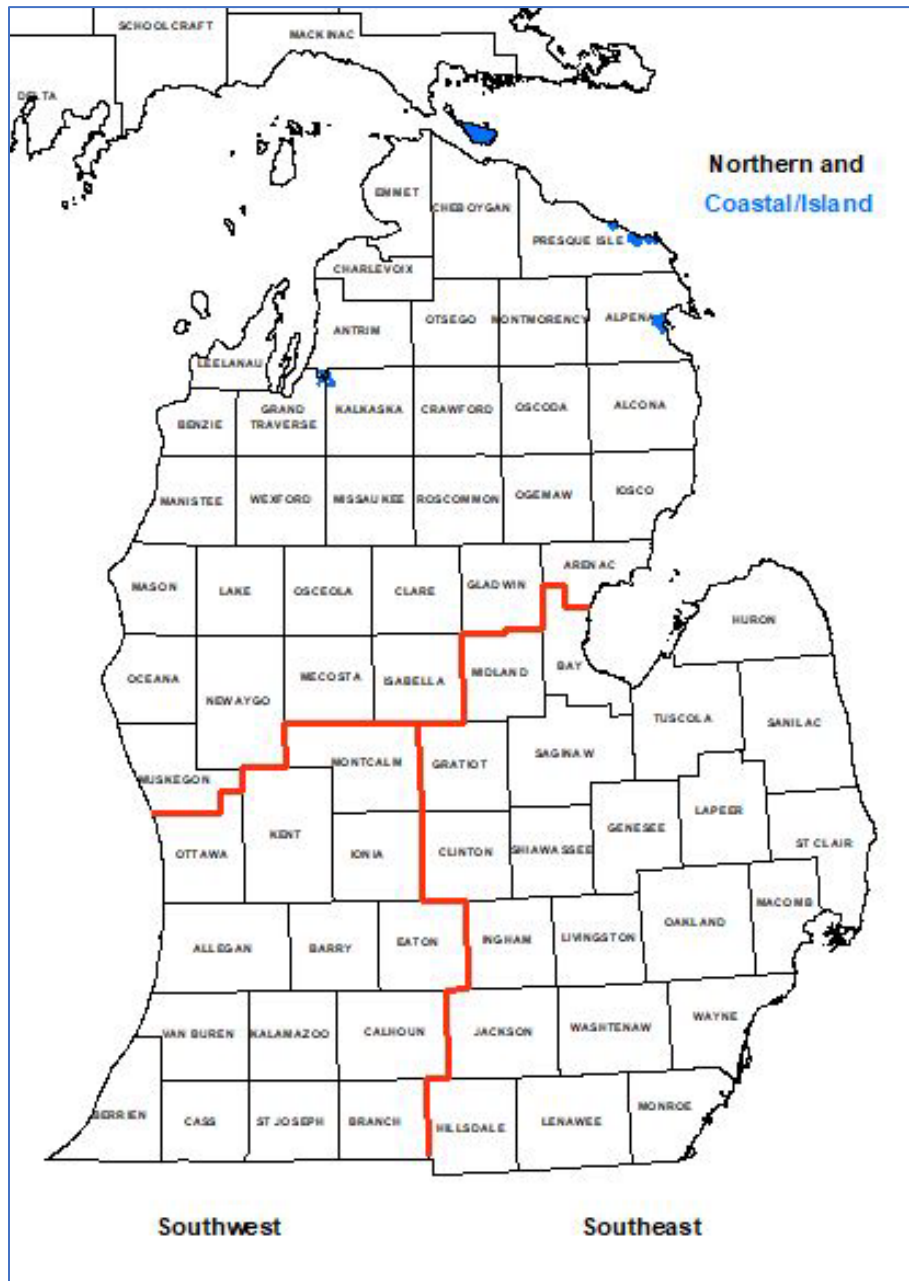 SCHOOLCRAFT
MACKINAC
DELTA
Northern and
Coastal/Island
EMMET
CHEBOYGAN
PRESQUE ISLE
CHARLEVOIX
ANTRIM
OTSEGO
MONTMORENCY
ALPENA
LEELANAU
BENZIE
GRAND
TRAVERSE
KALKASKA
CRAWFORD
OSCODA
ALCONA
MANISTEE
WEXFORD
MISSAUKEE
ROSCOMMON
OGEMAW
IOSCO
MASON
LAKE
OSCEOLA
CLARE
GLADWIN
ARENAC
HURON
OCEANA
NEWAYGO
MECOSTA
ISABELLA
MIDLAND
BAY
TUSCOLA
SANILAC
MUSKEGON
MONTCALM
GRATIOT
SAGINAW
LAPEER
OTTAWA
KENT
IONIA
CLINTON
SHIAWASSEE
GENESEE
ST CLAIR
ALLEGAN
BARRY
EATON
INGHAM
LIVINGSTON
OAKLAND
MACOMB
VAN BUREN
KALAMAZOO
CALHOUN
JACKSON
WASHTENAW
WAYNE
BERRIEN
CASS
ST JOSEPH
BRANCH
HILLSDALE
LENAWEE
MONROE
Southwest
Southeast